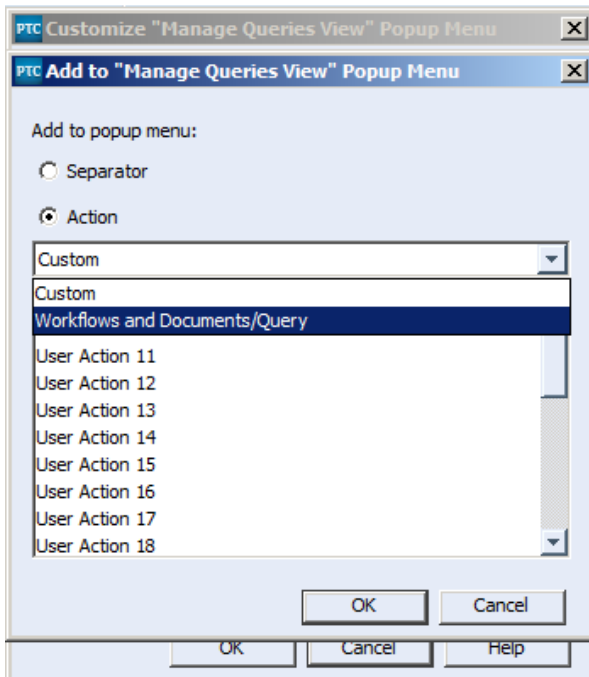 PTC Customize "Manage Queries View" Popup Menu
PTC Add to "Manage Queries View" Popup Menu
Add to popup menu:
Separator
Action
Custom
Custom
Workflows and Documents/Query
User Action 11
User Action 12
User Action 13
User Action 14
User Action 15
User Action 16
User Action 17
User Action 18
OK Cancel
OK Cancel Help